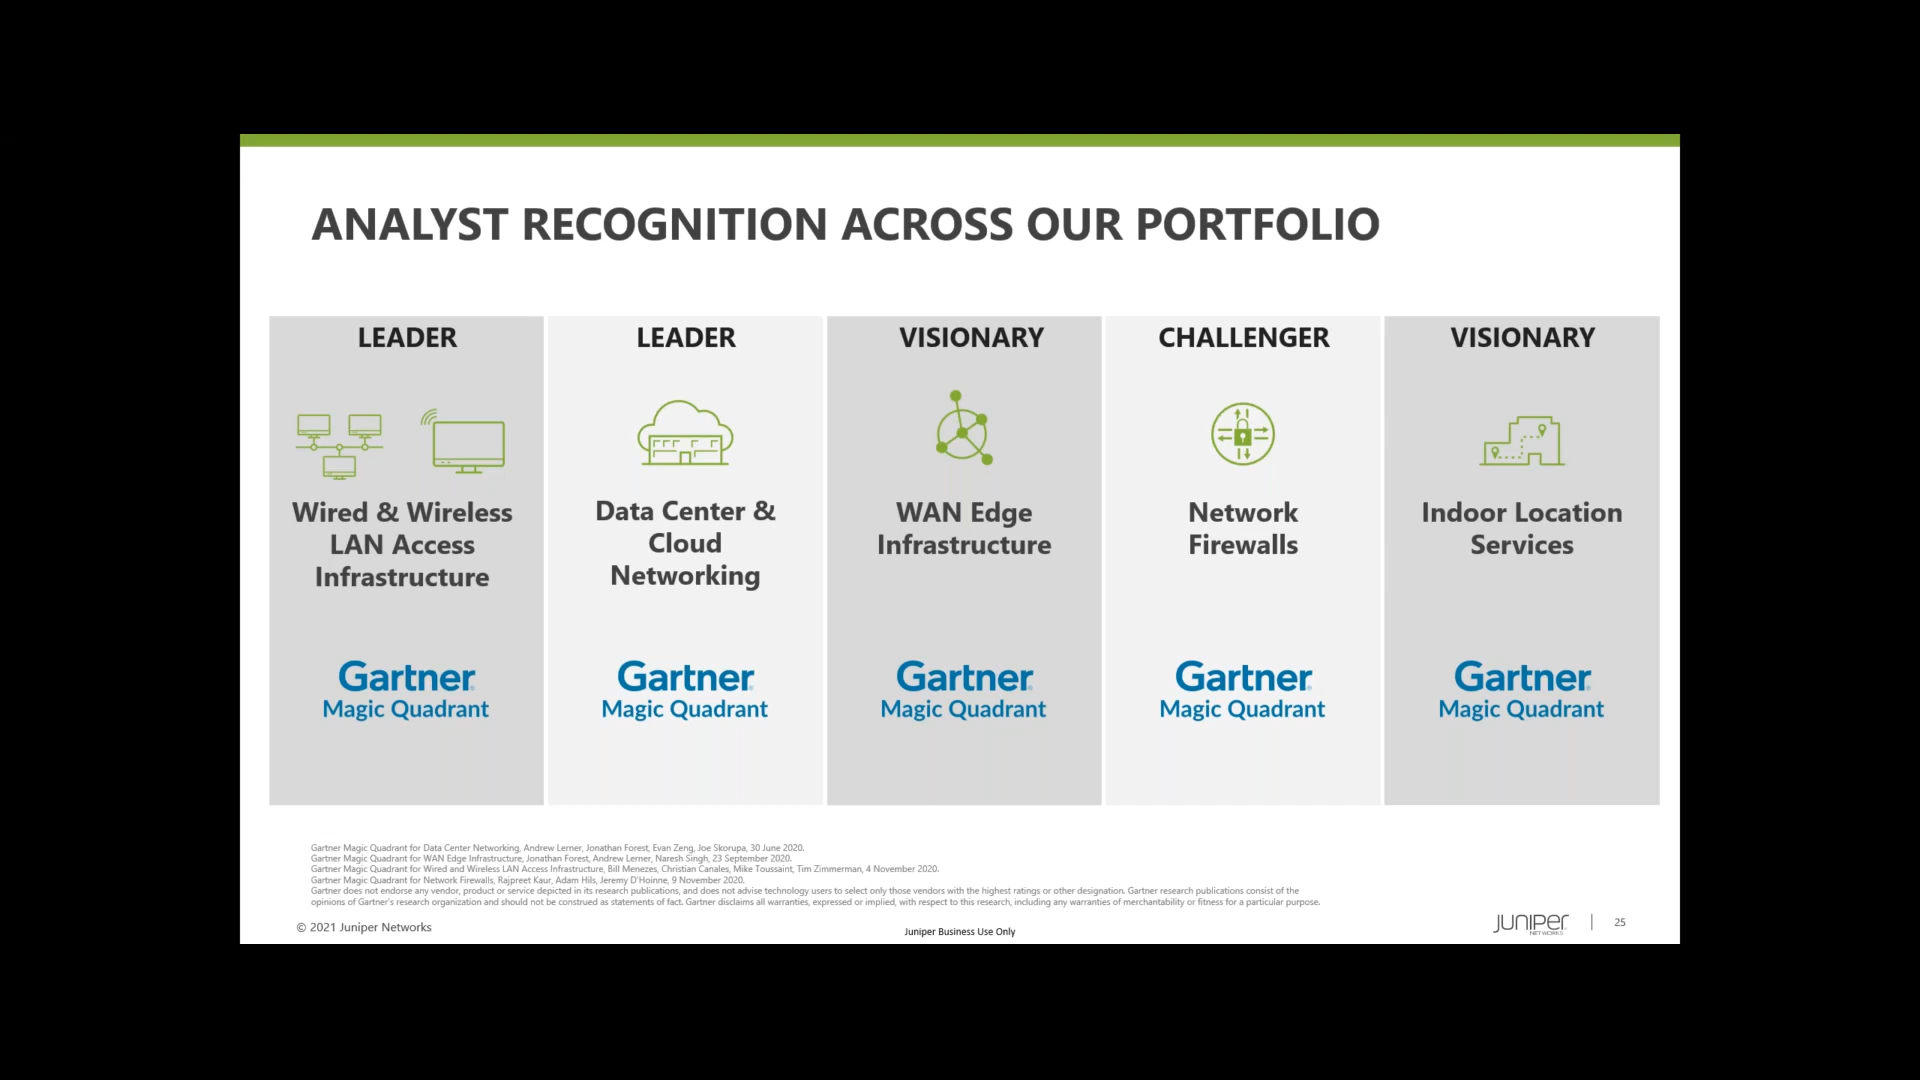 ANALYST RECOGNITION ACROSS OUR PORTFOLIO
LEADER
Wired & Wireless
LAN Access
Infrastructure
Gartner
Magic Quadrant
LEADER
Data Center &
Cloud
Networking
Gartner
Magic Quadrant
VISIONARY
WAN Edge
Infrastructure
Gartner
Magic Quadrant
CHALLENGER
Network
Firewalls
Gartner
Magic Quadrant
VISIONARY
Indoor Location
Services
Gartner
Magic Quadrant
Gartner Magic Quadrant for Data Center Networking, Andrew Lerner, Jonathan Forest, Evan Zeng, Joe Skorupa, 30 June 2020.
Gartner Magic Quadrant for WAN Edge Infrastructure, Jonathan Forest, Andrew Lerner, Naresh Singh, 23 September 2020.
Gartner Magic Quadrant for Wired and Wireless LAN Access Infrastructure, Bill Menezes, Christian Canales, Mike Toussaint, Tim Zimmerman, 4 November 2020.
Gartner Magic Quadrant for Network Firewalls, Rajpreet Kaur, Adam Hils, Jeremy D'Hoinne, 9 November 2020.
Gartner does not endorse any vendor, product or service depicted in its research publications, and does not advise technology users to select only those vendors with the highest ratings or other designation. Gartner research publications consist of the
opinions of Gartner's research organization and should not be construed as statements of fact. Gartner disclaims all warranties, expressed or implied, with respect to this research, including any warranties of merchantability or fitness for a particular purpose.
© 2021 Juniper Networks
Juniper Business Use Only
JUNIPER
NETWORKS
25